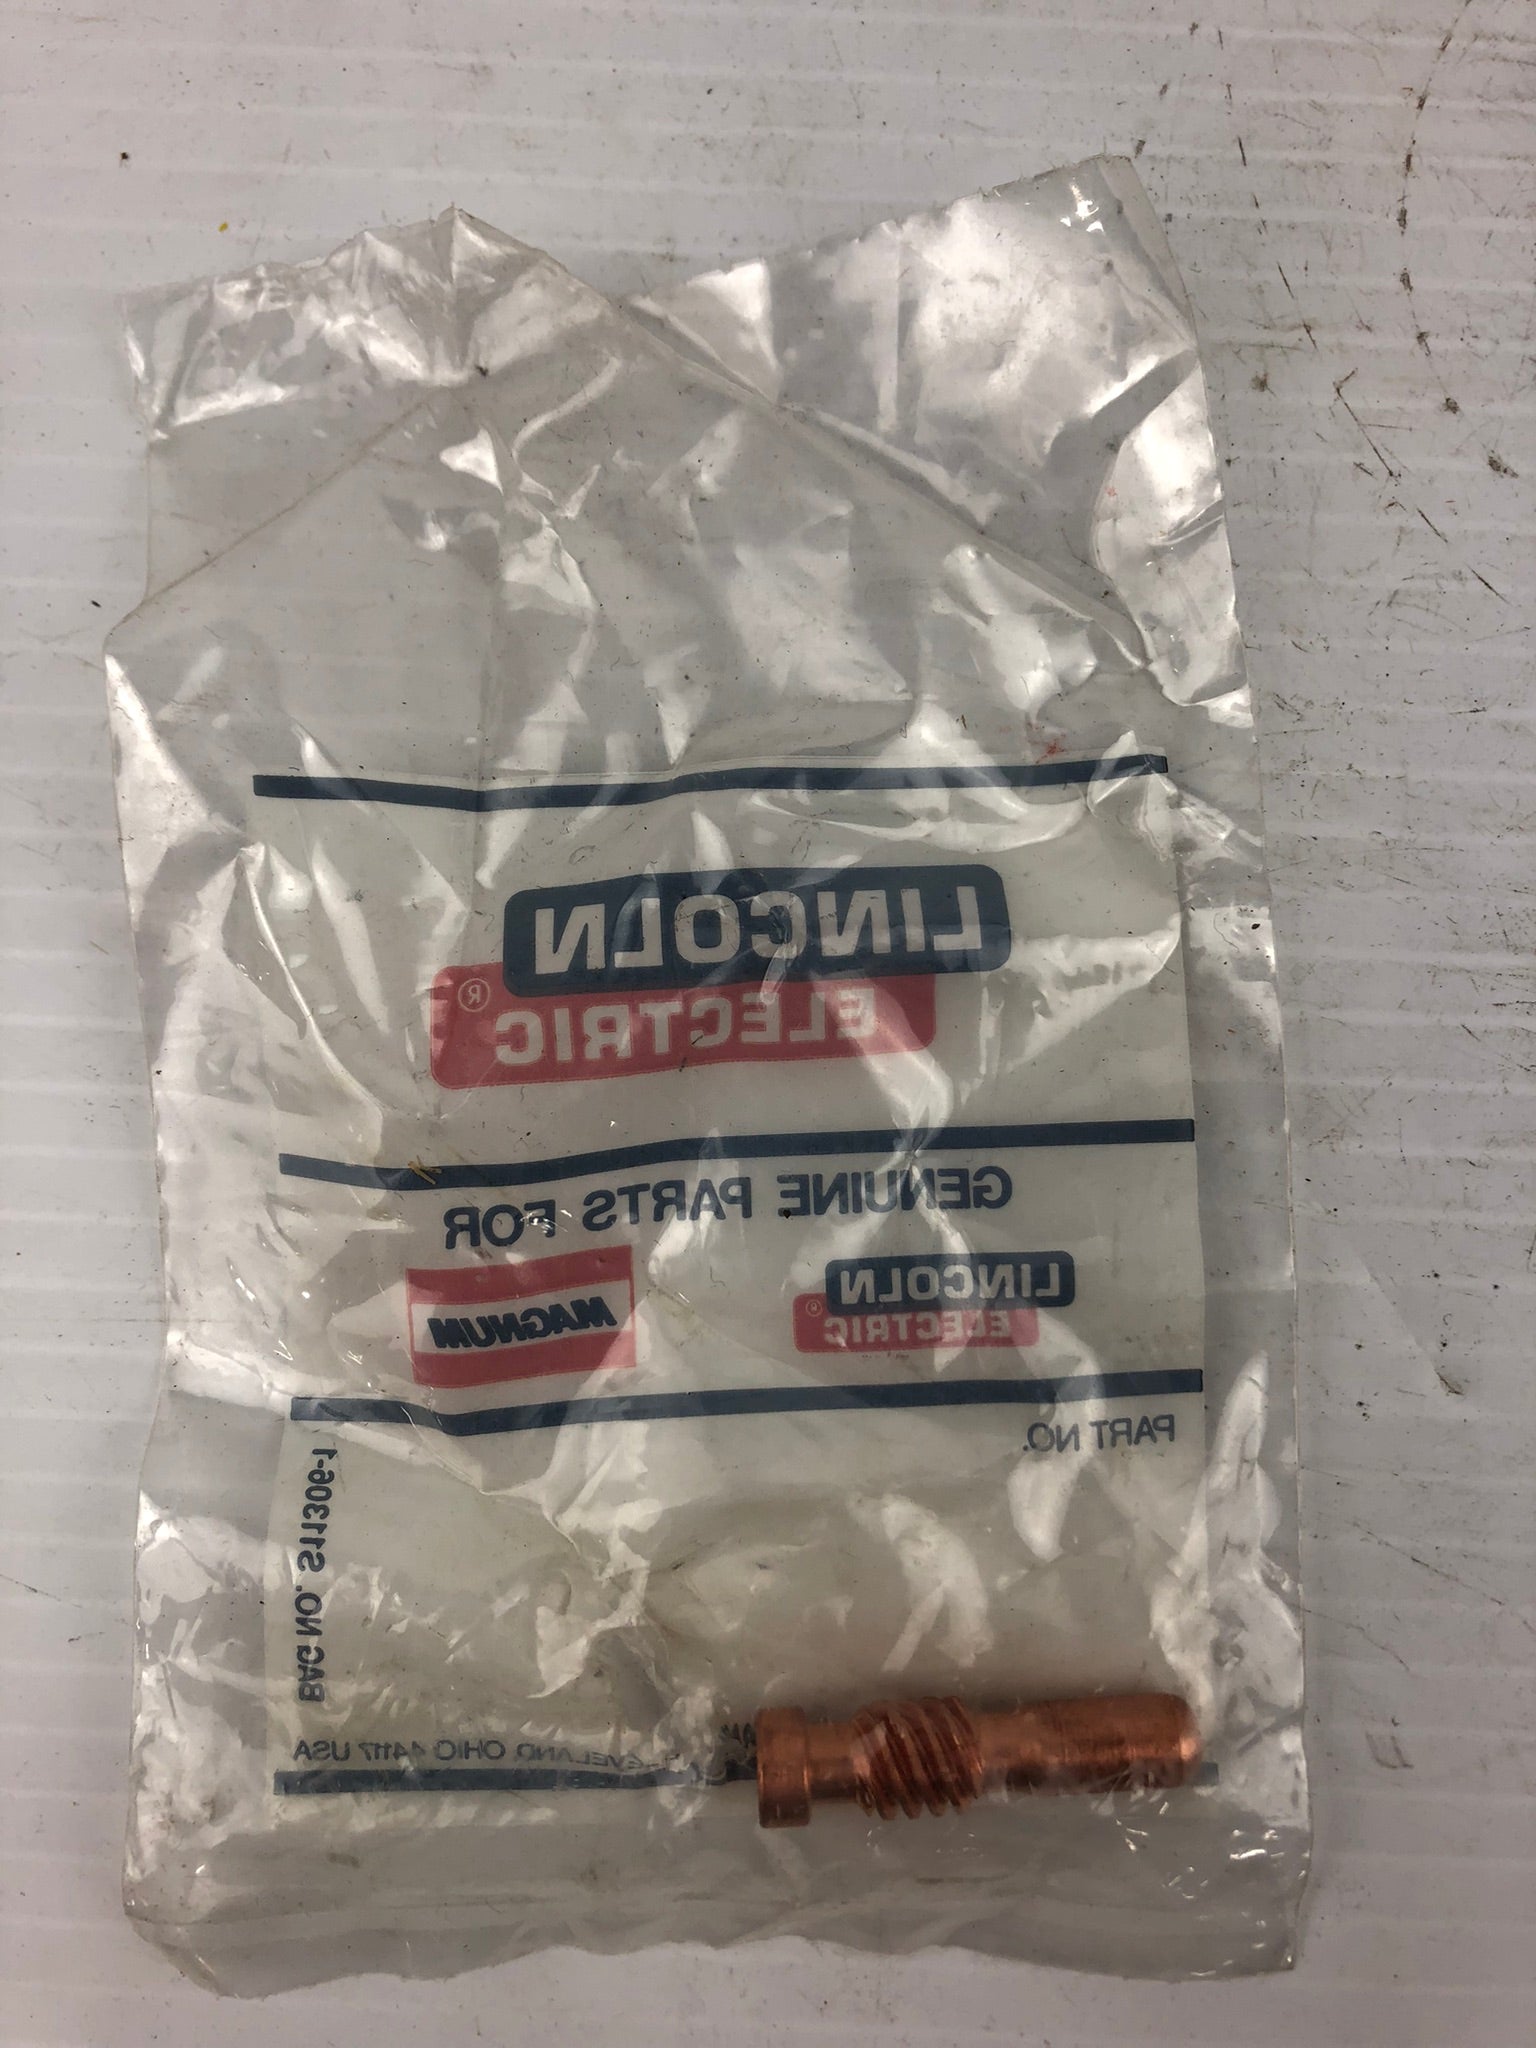 LINCOLN
ELECTRIC ®
GENUINE PARTS FOR
LINCOLN
ELECTRIC ®
MAGNUM
PART NO.
BAG NO. S11306-1
CLEVELAND, OHIO 44117 USA